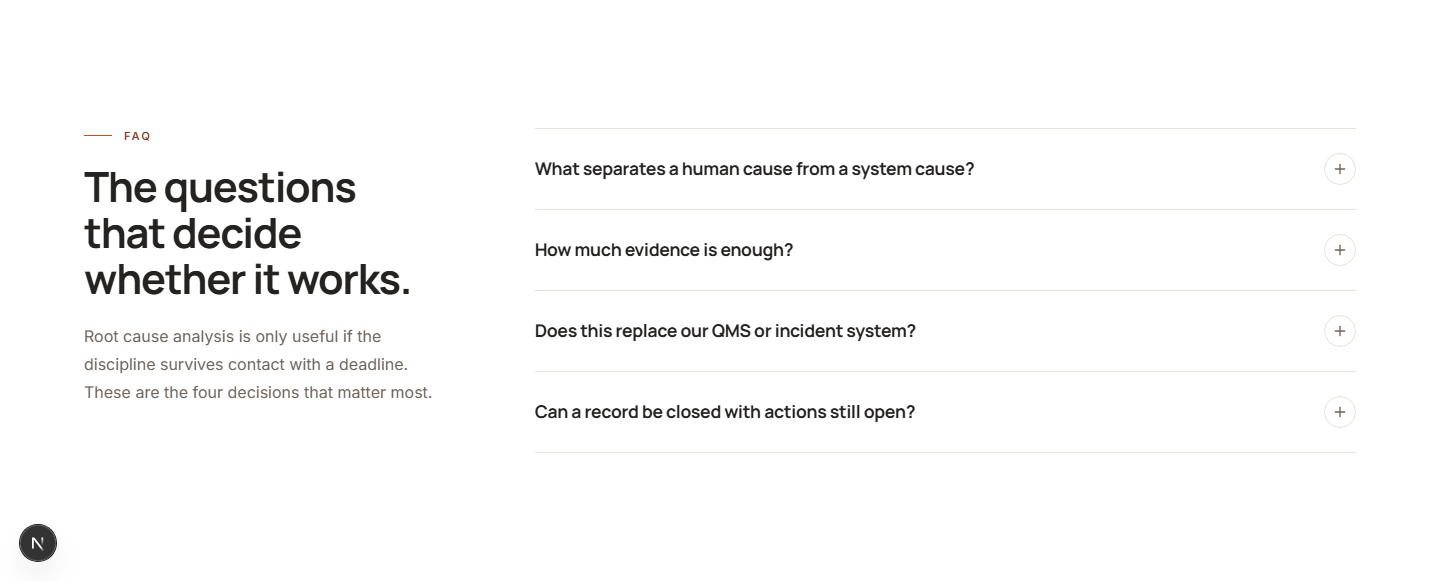 FAQ
The questions
that decide
whether it works.
Root cause analysis is only useful if the
discipline survives contact with a deadline.
These are the four decisions that matter most.
What separates a human cause from a system cause?
How much evidence is enough?
Does this replace our QMS or incident system?
Can a record be closed with actions still open?
N